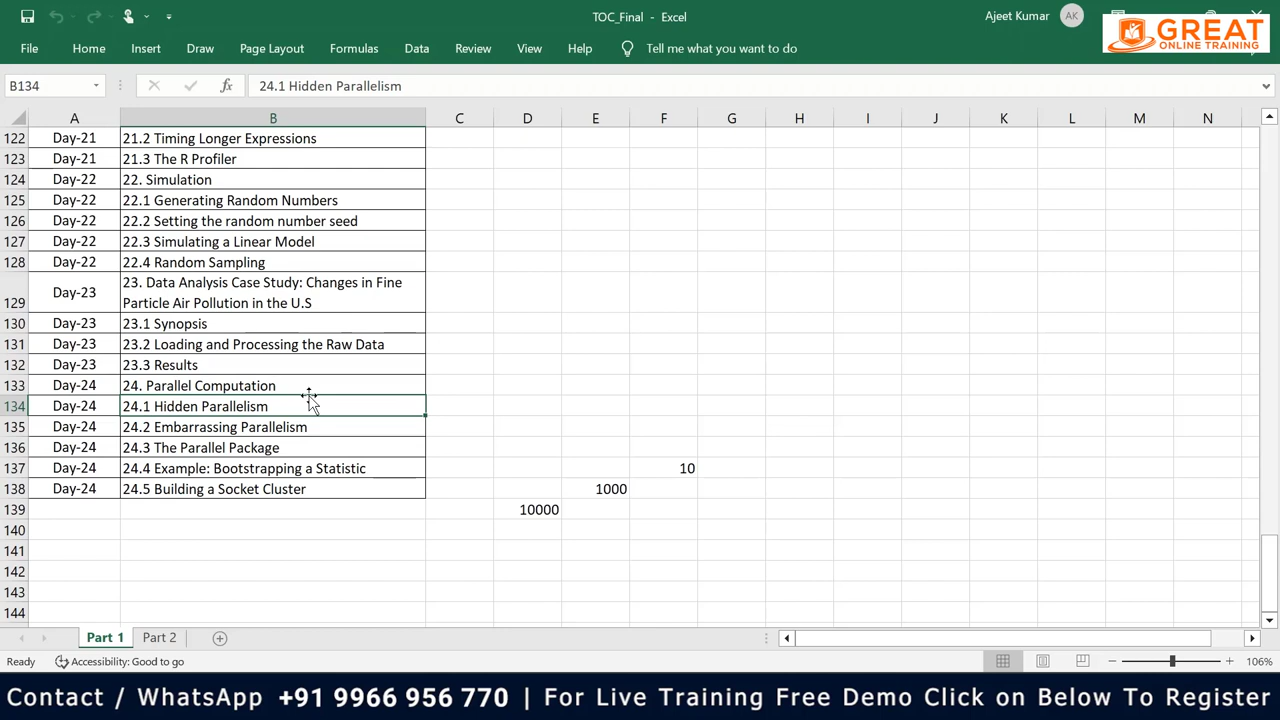 TOC_Final - Excel
Ajeet Kumar AK
GREAT
ONLINE TRAINING
File Home Insert Draw Page Layout Formulas Data Review View Help Tell me what you want to do
B134 fx 24.1 Hidden Parallelism
A B C D E F G H I J K L M N
122 Day-21 21.2 Timing Longer Expressions
123 Day-21 21.3 The R Profiler
124 Day-22 22. Simulation
125 Day-22 22.1 Generating Random Numbers
126 Day-22 22.2 Setting the random number seed
127 Day-22 22.3 Simulating a Linear Model
128 Day-22 22.4 Random Sampling
23. Data Analysis Case Study: Changes in Fine
129 Day-23 Particle Air Pollution in the U.S
130 Day-23 23.1 Synopsis
131 Day-23 23.2 Loading and Processing the Raw Data
132 Day-23 23.3 Results
133 Day-24 24. Parallel Computation
134 Day-24 24.1 Hidden Parallelism
135 Day-24 24.2 Embarrassing Parallelism
136 Day-24 24.3 The Parallel Package
137 Day-24 24.4 Example: Bootstrapping a Statistic 10
138 Day-24 24.5 Building a Socket Cluster 1000
139 10000
140
141
142
143
144
Part 1 Part 2
Ready Accessibility: Good to go 106%
Contact / WhatsApp +91 9966 956 770 | For Live Training Free Demo Click on Below To Register